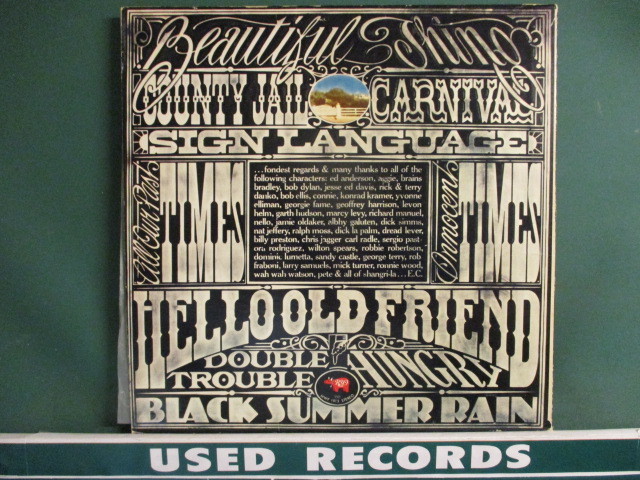 Beautiful Thing
COUNTY JAIL
CARNIVAL
SIGN LANGUAGE
All Our Past
TIMES
...fondest regards & many thanks to all of the
following characters: ed anderson, aggie, brains
bradley, bob dylan, jesse ed davis, rick & terry
danko, bob ellis, connie, konrad kramer, yvonne
elliman, georgie fame, geoffrey harrison, levon
helm, garth hudson, marcy levy, richard manuel,
nello, jamie oldaker, albhy galuten, dick simms,
nat jeffery, ralph moss, dick la palm, dread lever,
billy preston, chris jagger carl radle, sergio past-
ora rodriguez, wilton spears, robbie robertson,
dominic lumetta, sandy castle, george terry, rob
fraboni, larry samuels, mick turner, ronnie wood,
wah wah watson, pete & all of shangri-la...E.C.
Innocent
TIMES
HELLO OLD FRIEND
DOUBLE
TROUBLE
HUNGRY
RSO
BLACK SUMMER RAIN
USED RECORDS